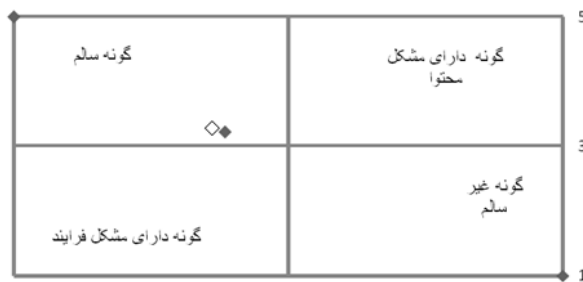 5
گونه سالم
گونه دارای مشکل
محتوا
3
گونه غیر
سالم
گونه دارای مشکل فرایند
1